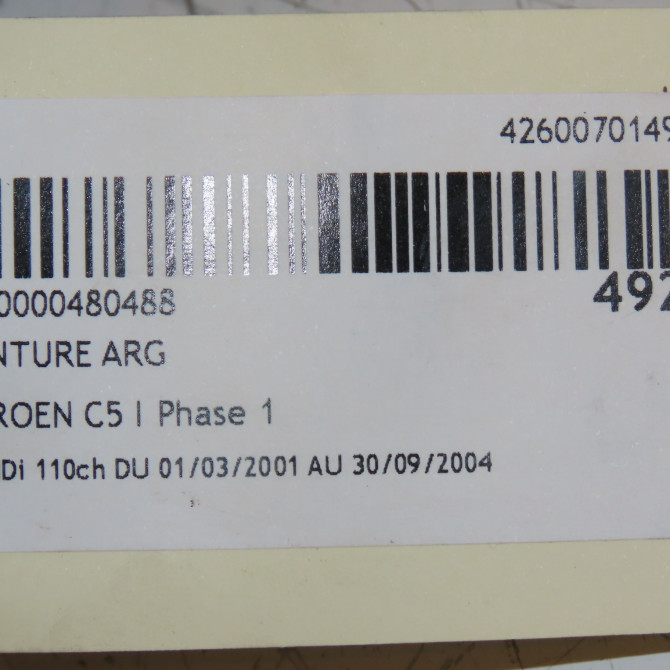 4260070149
0000480488
492
NTURE ARG
ROEN C5 I Phase 1
Di 110ch DU 01/03/2001 AU 30/09/2004